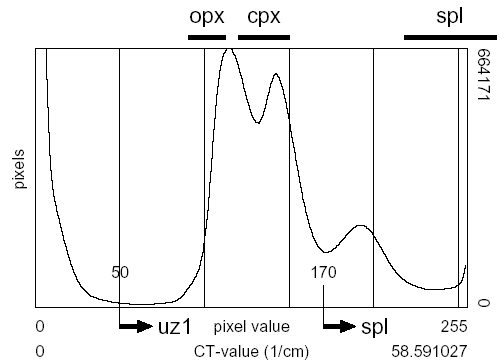 opx cpx spl
664171
pixels
50 170
0
0 uz1 pixel value spl 255
0 CT-value (1/cm) 58.591027